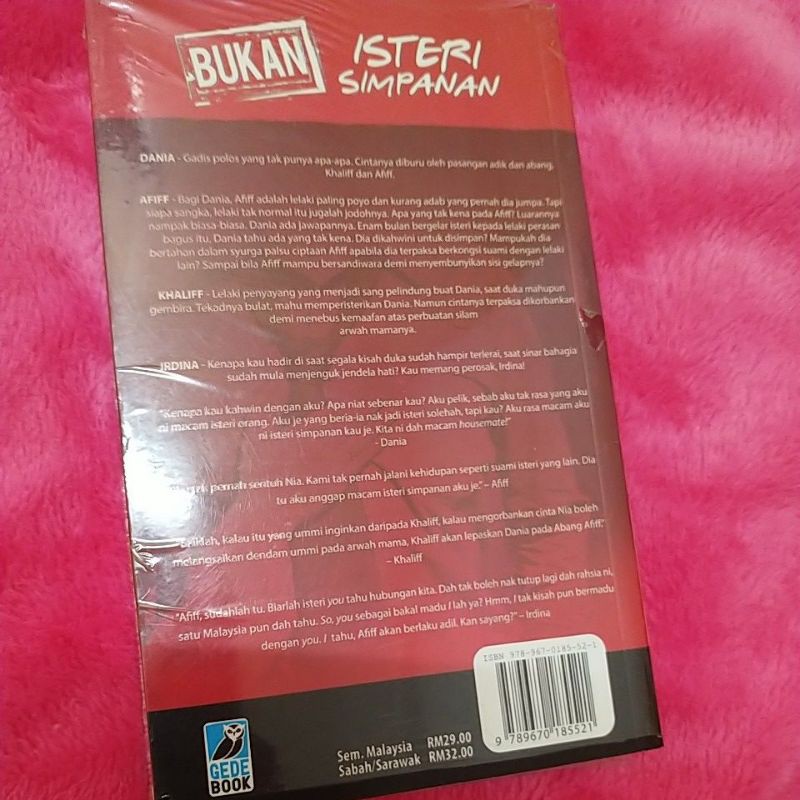 BUKAN ISTERI
SIMPANAN
DANIA - Gadis polos yang tak punya apa-apa. Cintanya diburu oleh pasangan adik dan abang,
Khaliff dan Afiff.
AFIFF - Bagi Dania, Afiff adalah lelaki paling poyo dan kurang adab yang pernah dia jumpa. Tapi
siapa sangka, lelaki tak normal itu jugalah jodohnya. Apa yang tak kena pada Afiff? Luarannya
nampak biasa-biasa. Dania ada jawapannya. Enam bulan bergelar isteri kepada lelaki perasan
bagus itu, Dania tahu ada yang tak kena. Dia dikahwini untuk disimpan? Mampukah dia
bertahan dalam syurga palsu ciptaan Afiff apabila dia terpaksa berkongsi suami dengan lelaki
lain? Sampai bila Afiff mampu bersandiwara demi menyembunyikan sisi gelapnya?
KHALIFF - Lelaki penyayang yang menjadi sang pelindung buat Dania, saat duka mahupun
gembira. Tekadnya bulat, mahu memperisterikan Dania. Namun cintanya terpaksa dikorbankan
demi menebus kemaafan atas perbuatan silam
arwah mamanya.
IRDINA - Kenapa kau hadir di saat segala kisah duka sudah hampir terlerai, saat sinar bahagia
sudah mula menjenguk jendela hati? Kau memang perosak, Irdina!
"Kenapa kau kahwin dengan aku? Apa niat sebenar kau? Aku pelik, sebab aku tak rasa yang aku
ni macam isteri orang. Aku je yang beria-ia nak jadi isteri solehah, tapi kau? Aku rasa macam aku
ni isteri simpanan kau je. Kita ni dah macam housemate!"
- Dania
tak pernah sentuh Nia. Kami tak pernah jalani kehidupan seperti suami isteri yang lain. Dia
tu aku anggap macam isteri simpanan aku je." – Afiff
kalau itu yang ummi inginkan daripada Khaliff, kalau mengorbankan cinta Nia boleh
melangsaikan dendam ummi pada arwah mama, Khaliff akan lepaskan Dania pada Abang Afiff."
– Khaliff
"Afiff, sudahlah tu. Biarlah isteri you tahu hubungan kita. Dah tak boleh nak tutup lagi dah rahsia ni,
satu Malaysia pun dah tahu. So, you sebagai bakal madu I lah ya? Hmm, I tak kisah pun bermadu
dengan you. I tahu, Afiff akan berlaku adil. Kan sayang?" – Irdina
ISBN 978-967-0185-52-1
9 789670 185521
GEDE
BOOK
Sem. Malaysia RM29.00
Sabah/Sarawak RM32.00